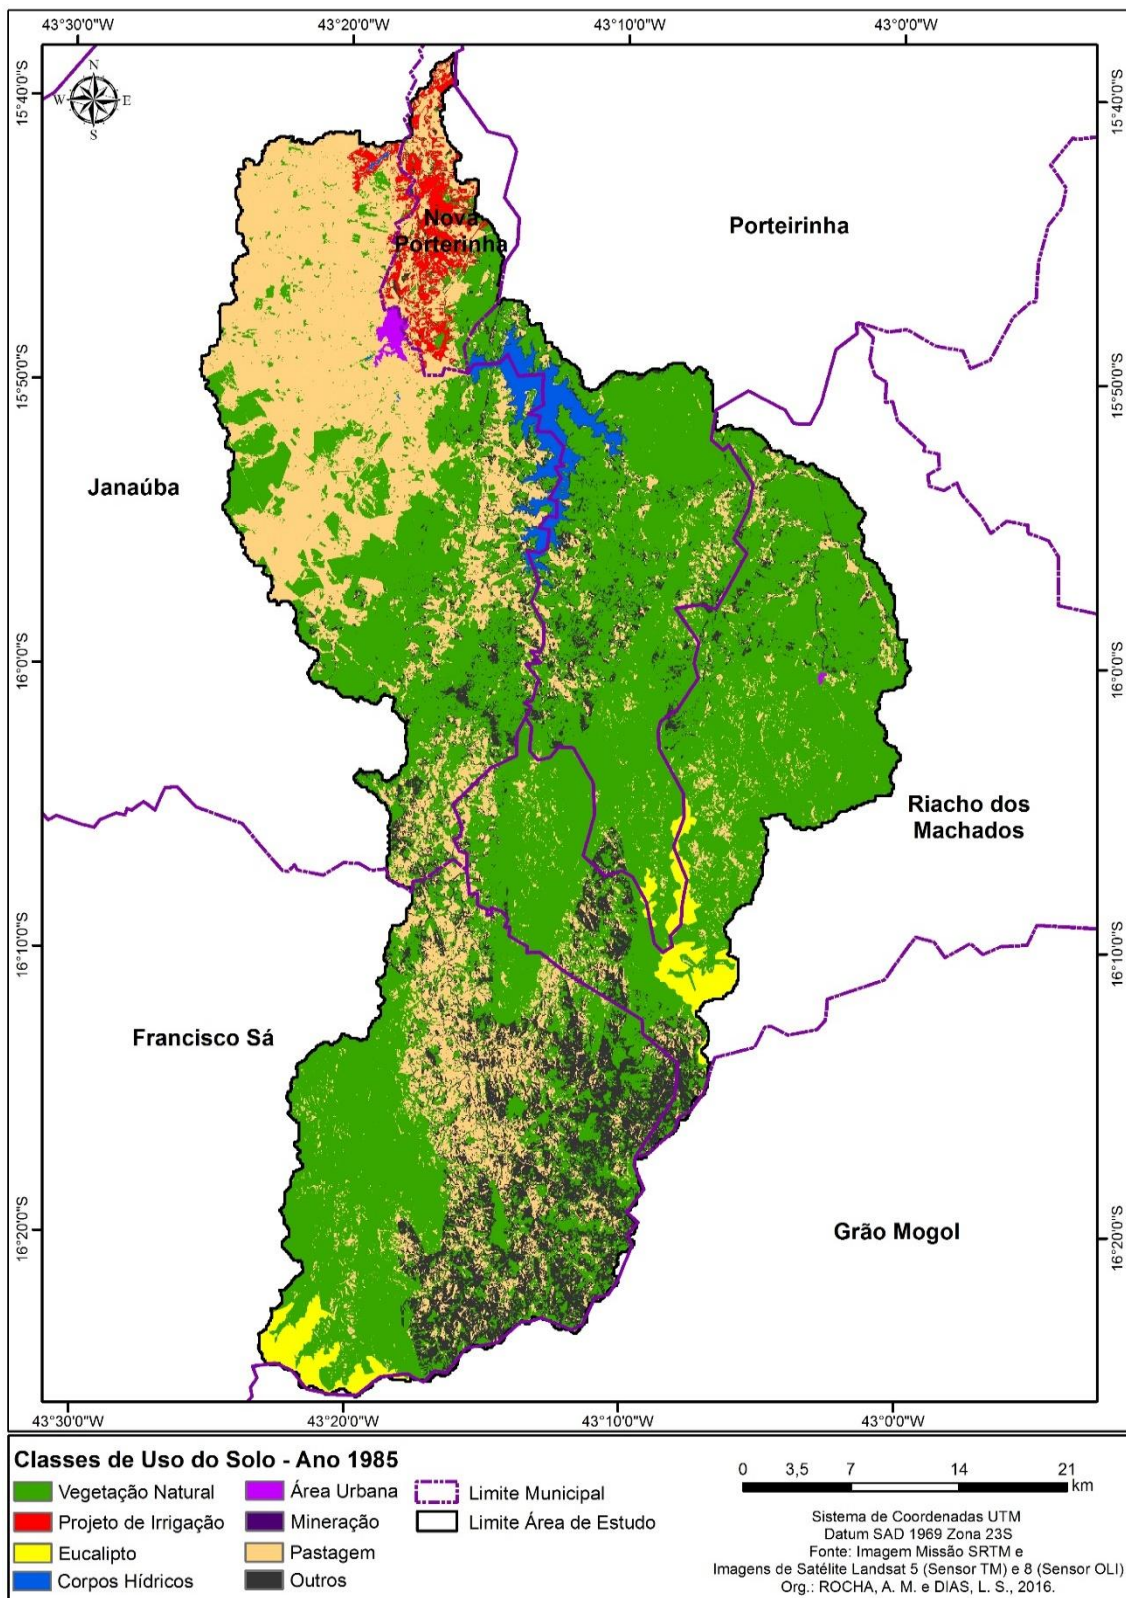 43°30'0"W 43°20'0"W 43°10'0"W 43°0'0"W
N
W E
S
15°40'0"S 15°40'0"S
Nova
Porterinha
Porteirinha
15°50'0"S 15°50'0"S
Janaúba
16°0'0"S 16°0'0"S
Riacho dos
Machados
16°10'0"S 16°10'0"S
Francisco Sá
16°20'0"S 16°20'0"S
Grão Mogol
43°30'0"W 43°20'0"W 43°10'0"W 43°0'0"W
Classes de Uso do Solo - Ano 1985
Vegetação Natural
Projeto de Irrigação
Eucalipto
Corpos Hídricos
Área Urbana
Mineração
Pastagem
Outros
Limite Municipal
Limite Área de Estudo
0 3,5 7 14 21
km
Sistema de Coordenadas UTM
Datum SAD 1969 Zona 23S
Fonte: Imagem Missão SRTM e
Imagens de Satélite Landsat 5 (Sensor TM) e 8 (Sensor OLI)
Org.: ROCHA, A. M. e DIAS, L. S., 2016.